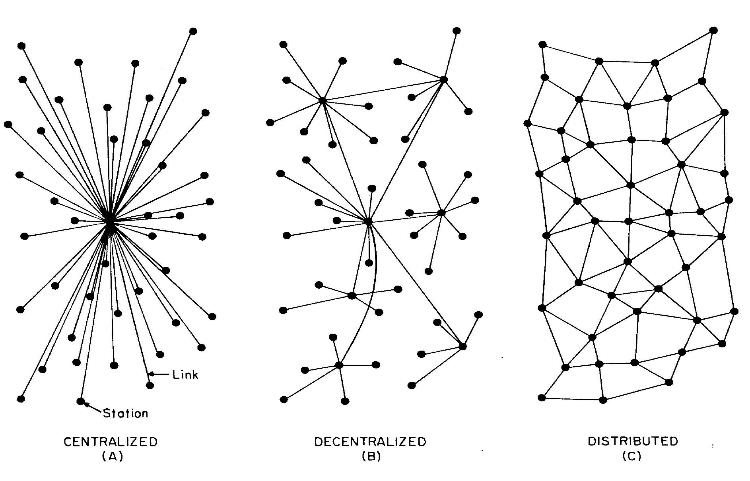 Link
Station
CENTRALIZED
(A)
DECENTRALIZED
(B)
DISTRIBUTED
(C)